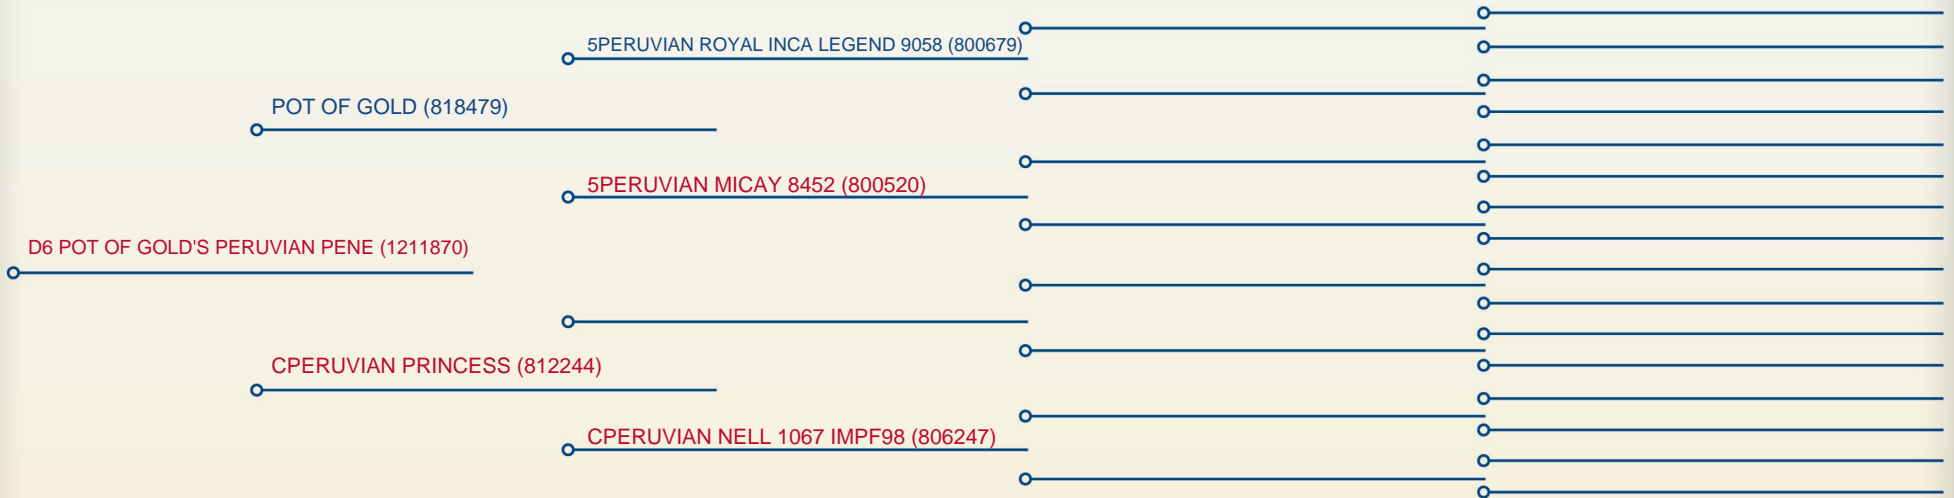 5PERUVIAN ROYAL INCA LEGEND 9058 (800679)
POT OF GOLD (818479)
5PERUVIAN MICAY 8452 (800520)
D6 POT OF GOLD'S PERUVIAN PENE (1211870)
CPERUVIAN PRINCESS (812244)
CPERUVIAN NELL 1067 IMPF98 (806247)